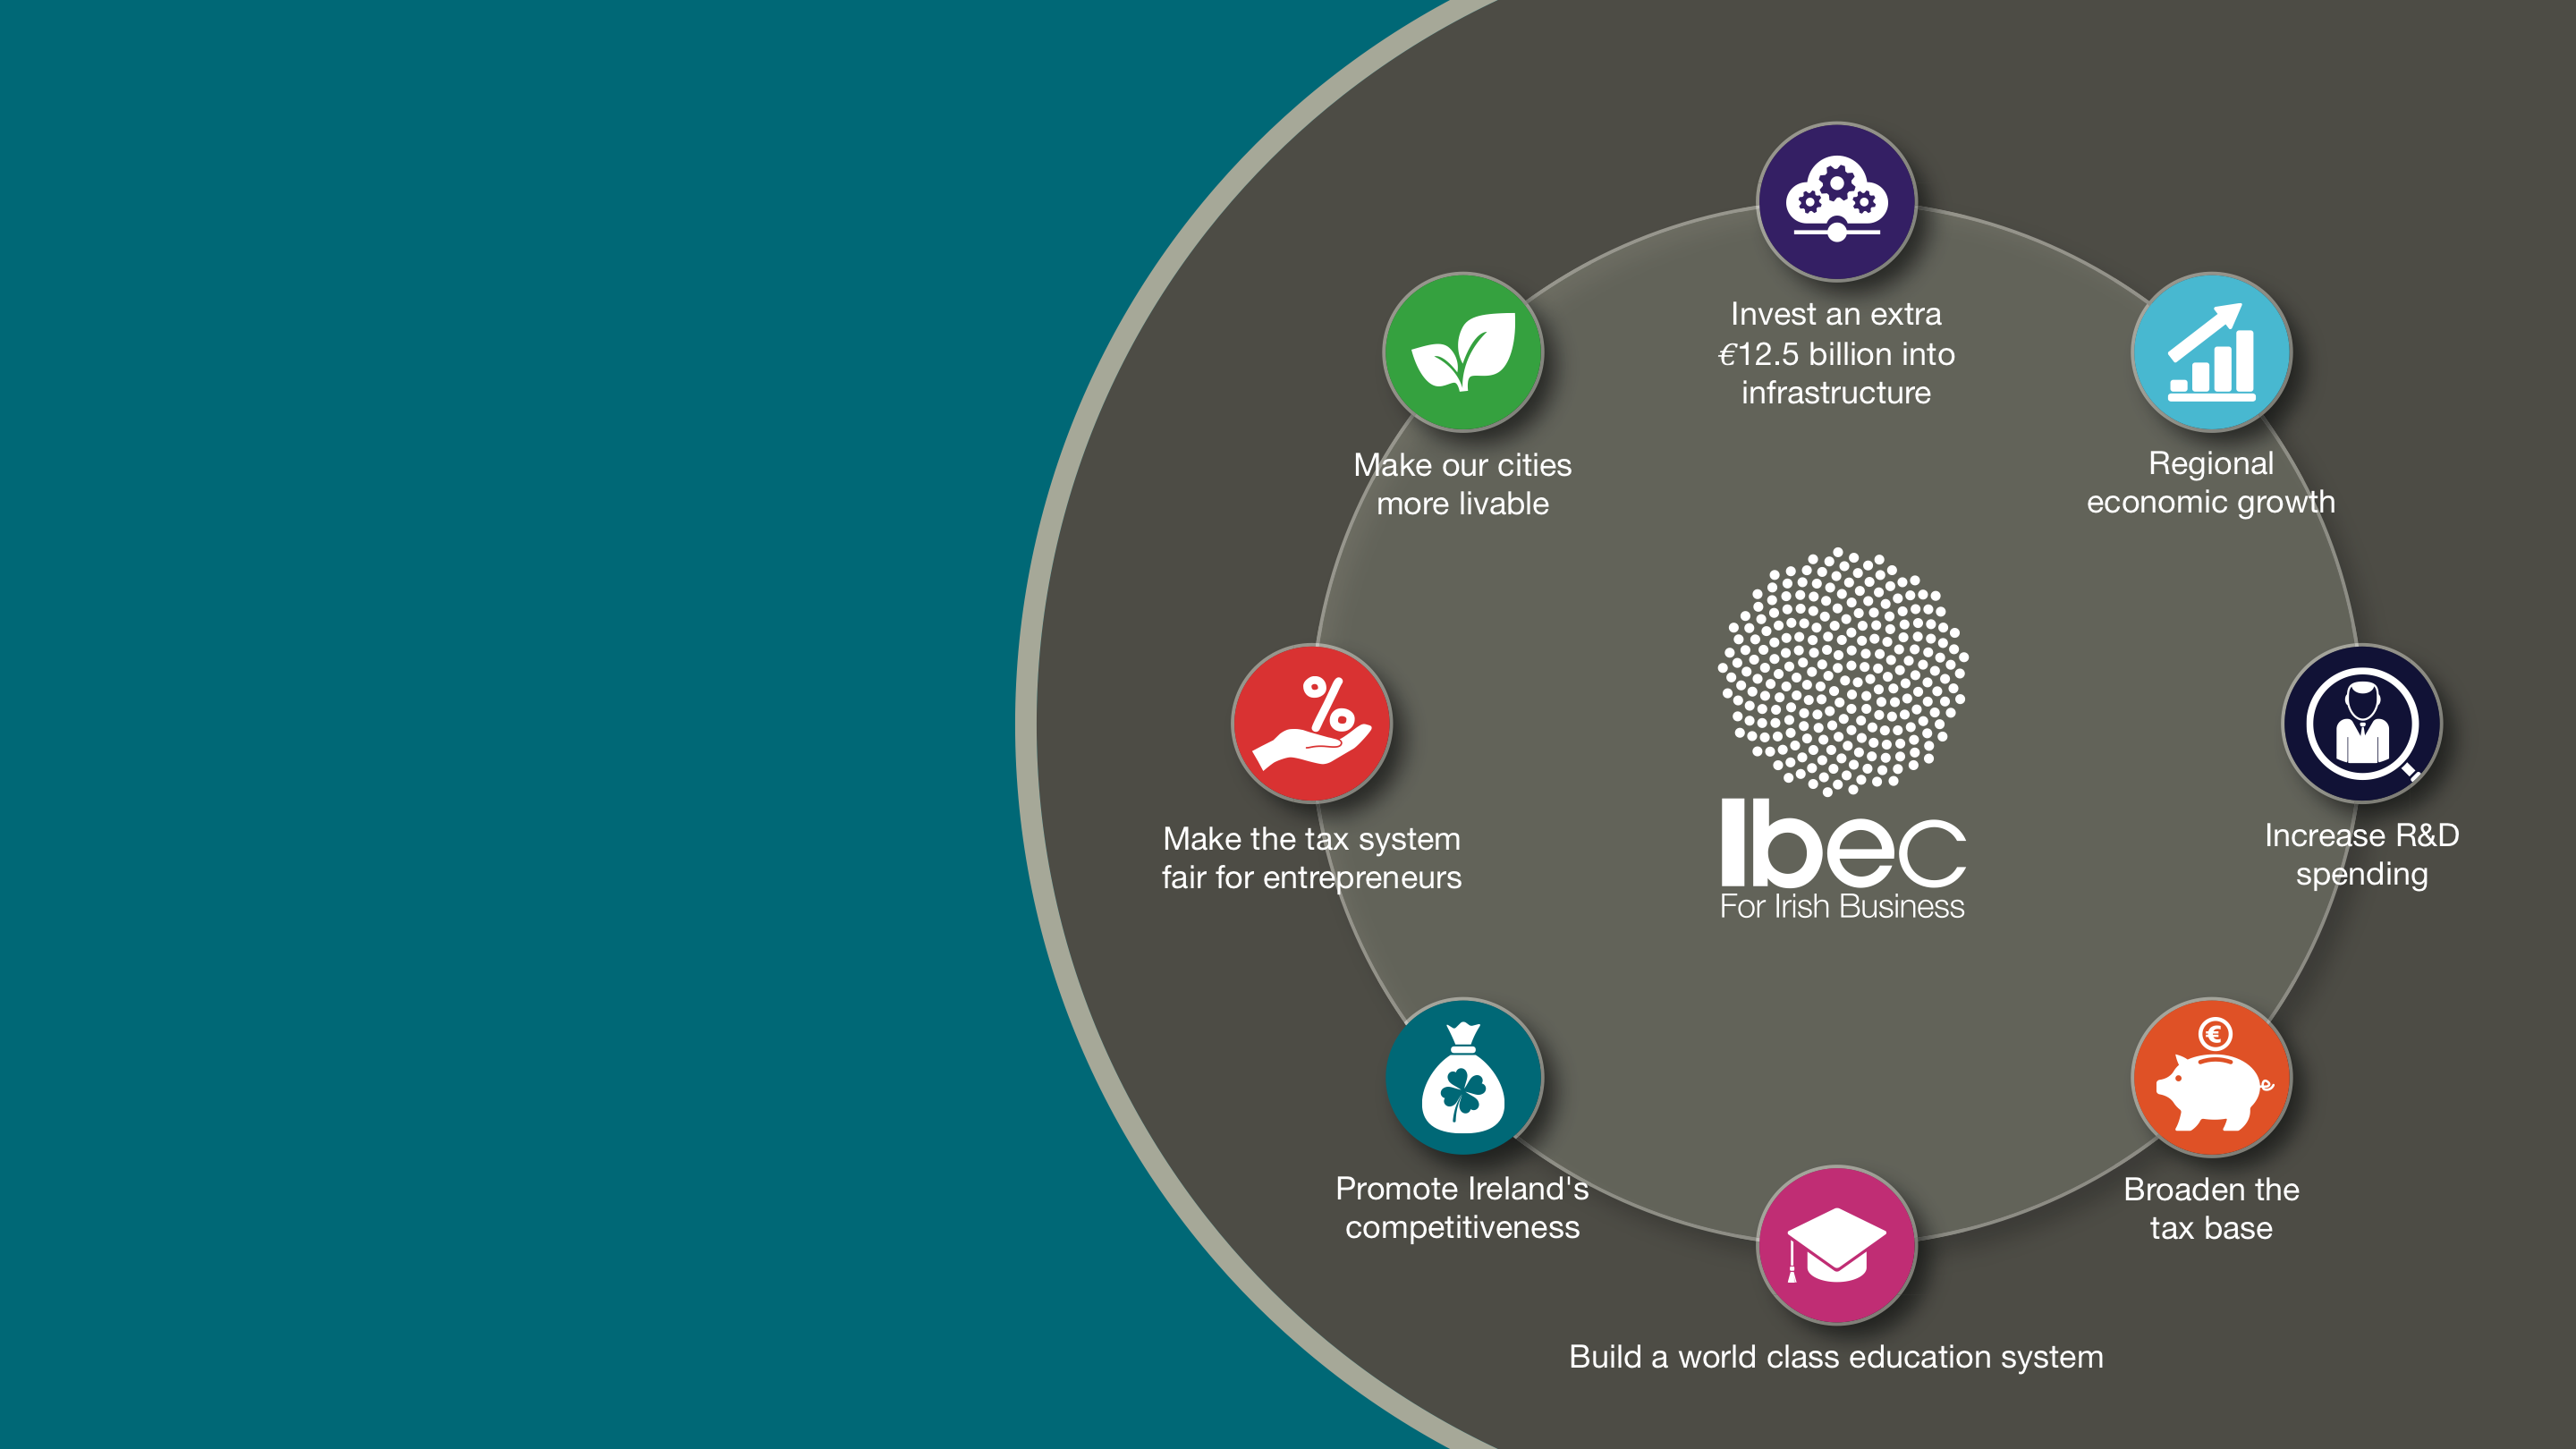 Invest an extra
€12.5 billion into
infrastructure
Make our cities
more livable
Regional
economic growth
Make the tax system
fair for entrepreneurs
Ibec
For Irish Business
Increase R&D
spending
Promote Ireland's
competitiveness
€
Broaden the
tax base
Build a world class education system
%